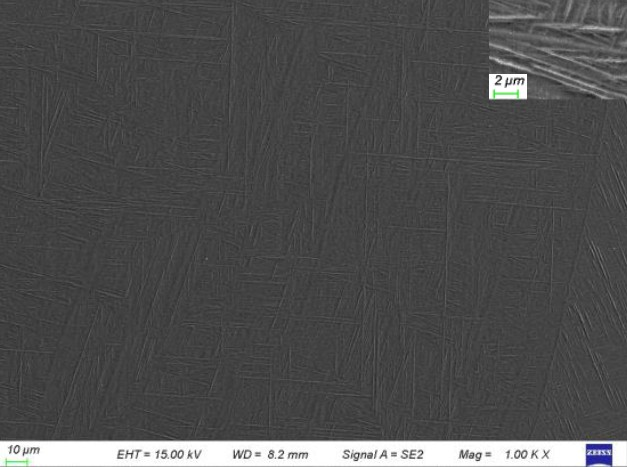 2 µm
10 µm
EHT = 15.00 kV WD = 8.2 mm Signal A = SE2 Mag = 1.00 K X ZEISS